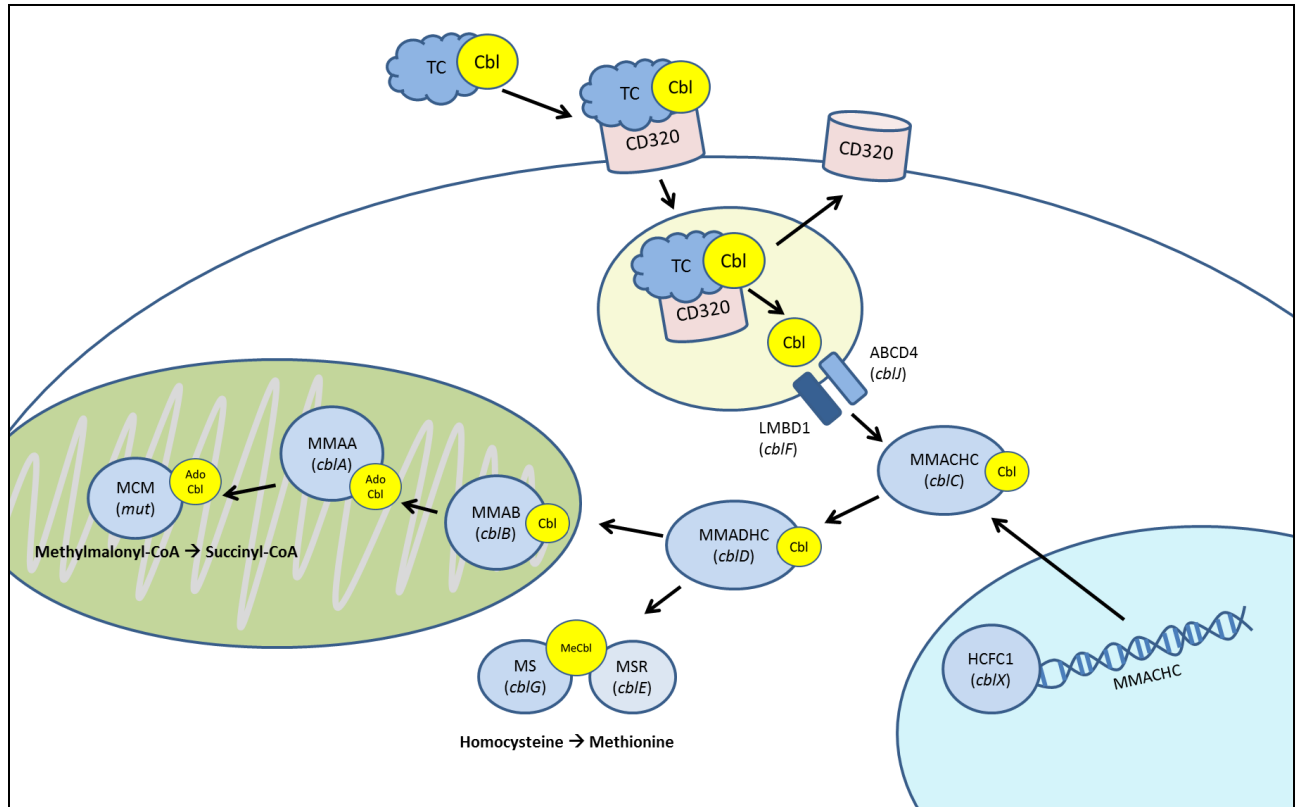 TC
Cbl
TC
Cbl
CD320
CD320
TC
Cbl
CD320
Cbl
ABCD4
(cblJ)
LMBD1
(cblF)
MMACHC
(cblC)
Cbl
MMADHC
(cblD)
Cbl
MMAB
(cblB)
Cbl
MMAA
(cblA)
Ado
Cbl
MCM
(mut)
Ado
Cbl
Methylmalonyl-CoA → Succinyl-CoA
MS
(cblG)
MeCbl
MSR
(cblE)
Homocysteine → Methionine
HCFC1
(cblX)
MMACHC